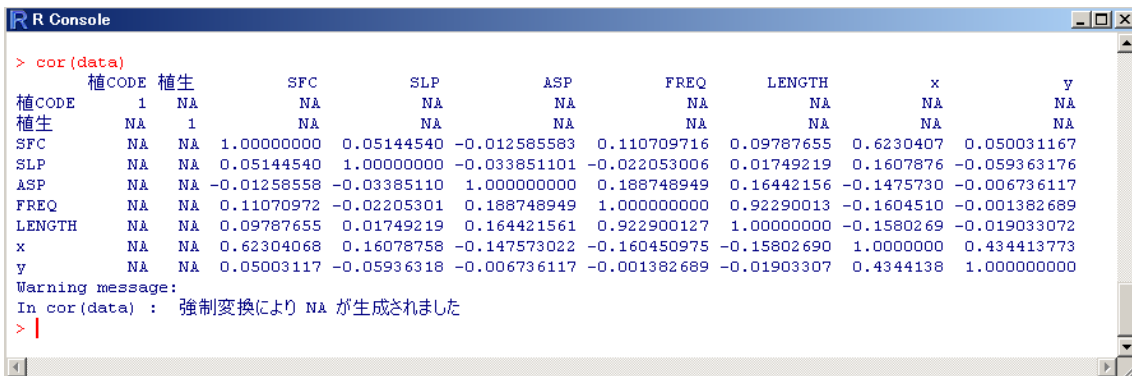 R R Console
> cor(data)
植CODE 植生 SFC SLP ASP FREQ LENGTH x y
植CODE 1 NA NA NA NA NA NA NA NA
植生 NA 1 NA NA NA NA NA NA NA
SFC NA NA 1.00000000 0.05144540 -0.012585583 0.110709716 0.09787655 0.6230407 0.050031167
SLP NA NA 0.05144540 1.00000000 -0.033851101 -0.022053006 0.01749219 0.1607876 -0.059363176
ASP NA NA -0.01258558 -0.03385110 1.000000000 0.188748949 0.16442156 -0.1475730 -0.006736117
FREQ NA NA 0.11070972 -0.02205301 0.188748949 1.000000000 0.92290013 -0.1604510 -0.001382689
LENGTH NA NA 0.09787655 0.01749219 0.164421561 0.922900127 1.00000000 -0.1580269 -0.019033072
x NA NA 0.62304068 0.16078758 -0.147573022 -0.160450975 -0.15802690 1.0000000 0.434413773
y NA NA 0.05003117 -0.05936318 -0.006736117 -0.001382689 -0.01903307 0.4344138 1.000000000
Warning message:
In cor(data) : 強制変換により NA が生成されました
>